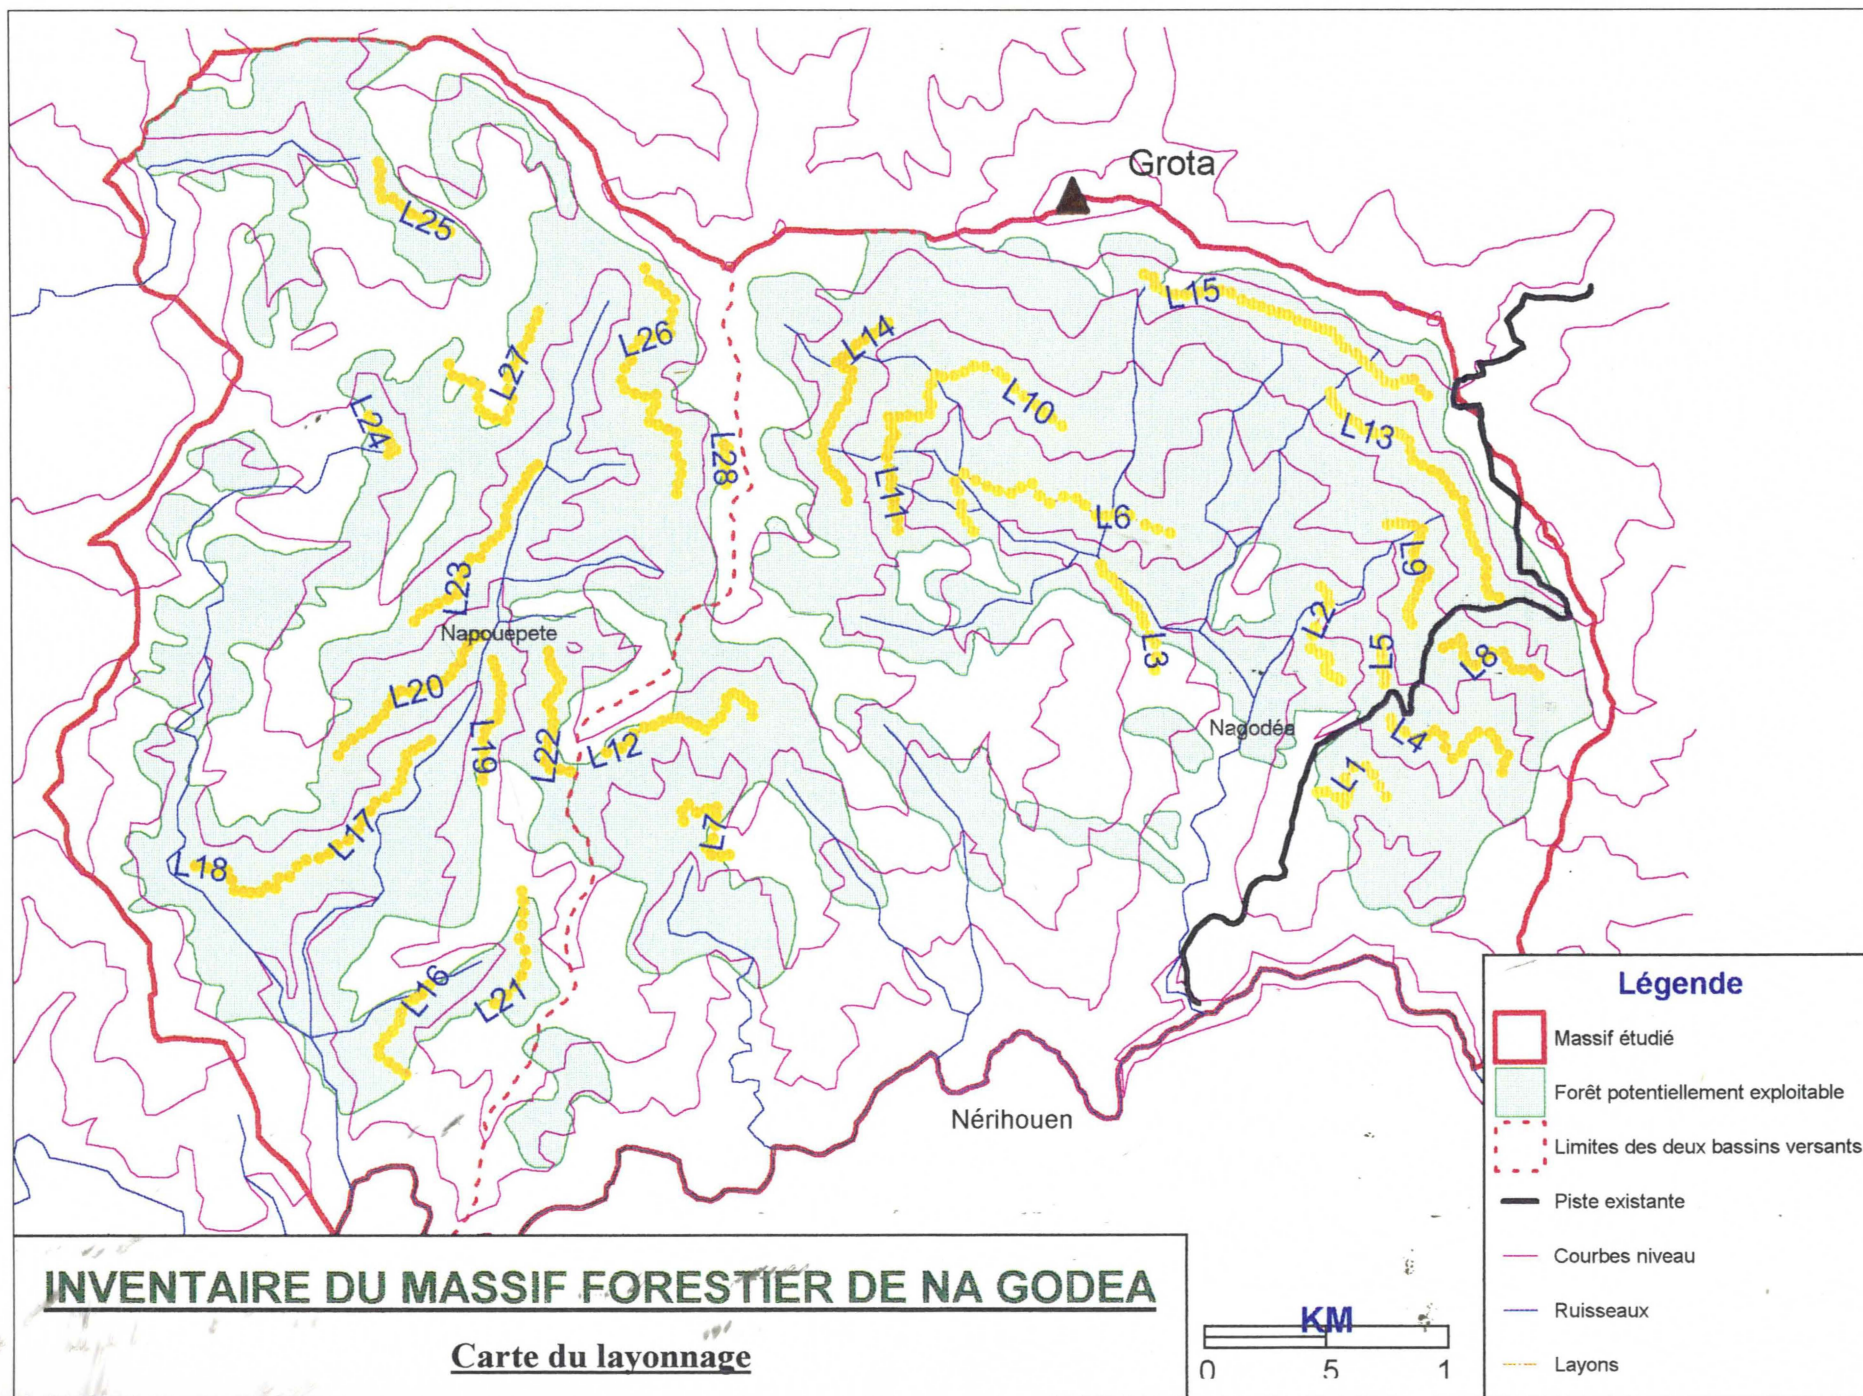 Grota
L25
L15
L26
L14
L27
L10
L24
L13
L28
L11
L6
L9
L23
L2
Napouepete
L3
L5
L8
L20
Nagodéa
L19
L22
L12
L4
L1
L17
L7
L18
L16
L21
Nérihouen
Légende
Massif étudié
Forêt potentiellement exploitable
Limites des deux bassins versants
Piste existante
Courbes niveau
Ruisseaux
Layons
INVENTAIRE DU MASSIF FORESTIER DE NA GODEA
Carte du layonnage
KM
0 5 1